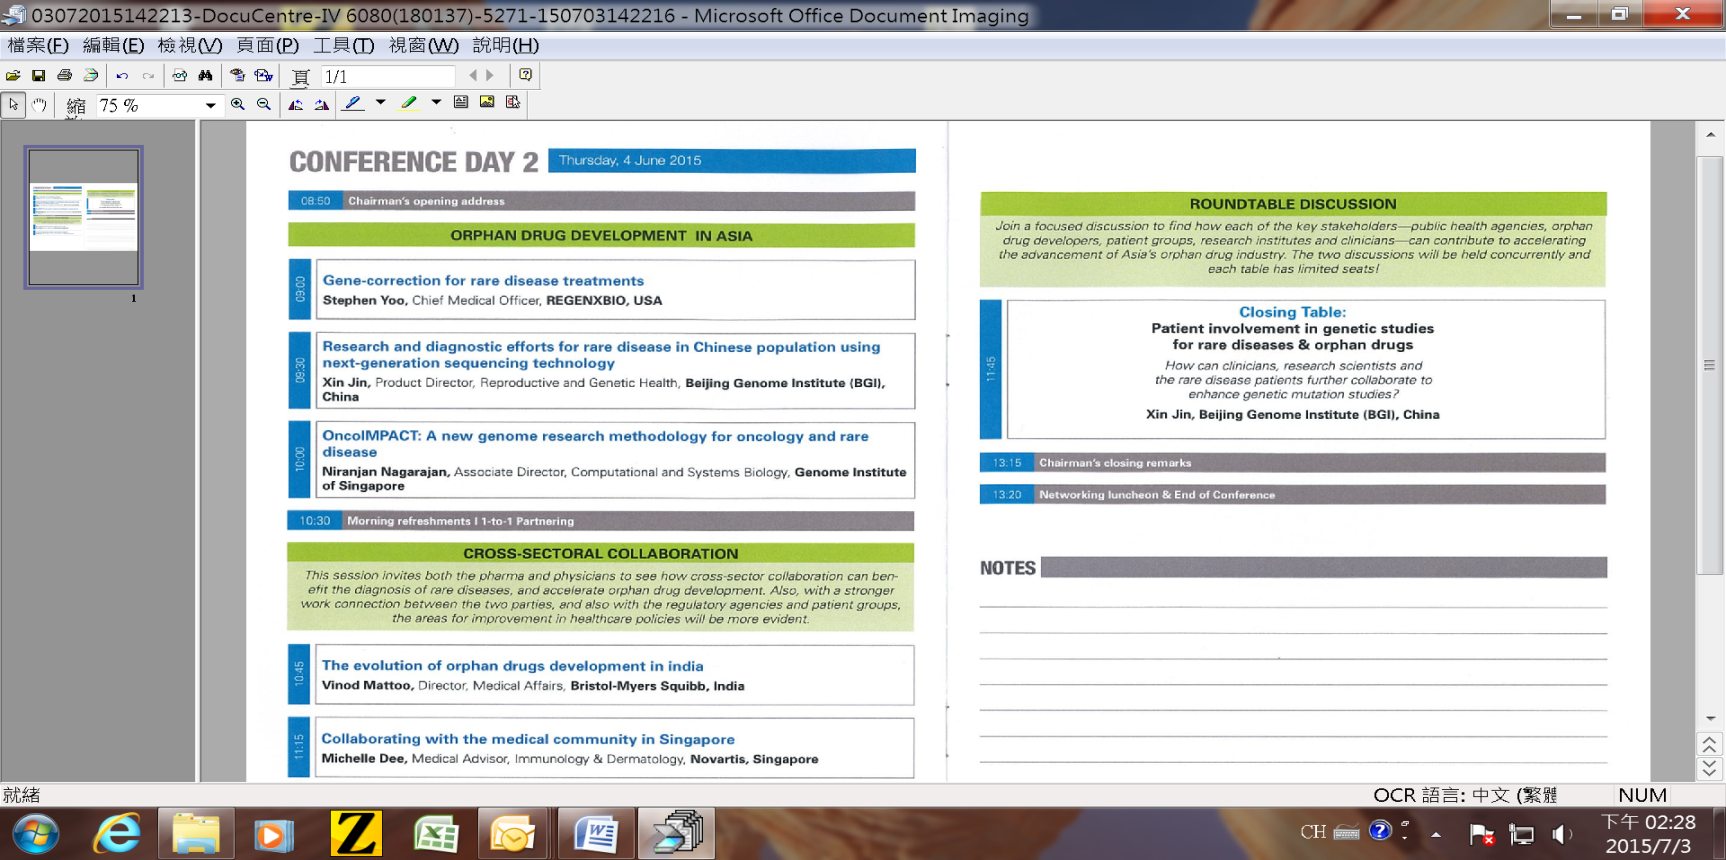 03072015142213-DocuCentre-IV 6080(180137)-5271-150703142216 - Microsoft Office Document Imaging
檔案(F) 編輯(E) 檢視(V) 頁面(P) 工具(T) 視窗(W) 說明(H)
頁 1/1
縮 75 %
1
CONFERENCE DAY 2 Thursday, 4 June 2015
08:50 Chairman's opening address
ORPHAN DRUG DEVELOPMENT IN ASIA
09:00
Gene-correction for rare disease treatments
Stephen Yoo, Chief Medical Officer, REGENXBIO, USA
09:30
Research and diagnostic efforts for rare disease in Chinese population using
next-generation sequencing technology
Xin Jin, Product Director, Reproductive and Genetic Health, Beijing Genome Institute (BGI),
China
10:00
OncoIMPACT: A new genome research methodology for oncology and rare
disease
Niranjan Nagarajan, Associate Director, Computational and Systems Biology, Genome Institute
of Singapore
10:30 Morning refreshments I 1-to-1 Partnering
CROSS-SECTORAL COLLABORATION
This session invites both the pharma and physicians to see how cross-sector collaboration can ben-
efit the diagnosis of rare diseases, and accelerate orphan drug development. Also, with a stronger
work connection between the two parties, and also with the regulatory agencies and patient groups,
the areas for improvement in healthcare policies will be more evident.
10:45
The evolution of orphan drugs development in india
Vinod Mattoo, Director, Medical Affairs, Bristol-Myers Squibb, India
11:15
Collaborating with the medical community in Singapore
Michelle Dee, Medical Advisor, Immunology & Dermatology, Novartis, Singapore
ROUNDTABLE DISCUSSION
Join a focused discussion to find how each of the key stakeholders—public health agencies, orphan
drug developers, patient groups, research institutes and clinicians—can contribute to accelerating
the advancement of Asia's orphan drug industry. The two discussions will be held concurrently and
each table has limited seats!
11:45
Closing Table:
Patient involvement in genetic studies
for rare diseases & orphan drugs
How can clinicians, research scientists and
the rare disease patients further collaborate to
enhance genetic mutation studies?
Xin Jin, Beijing Genome Institute (BGI), China
13:15 Chairman's closing remarks
13:20 Networking luncheon & End of Conference
NOTES
就緒
OCR 語言: 中文 (繁體
NUM
CH
下午 02:28
2015/7/3